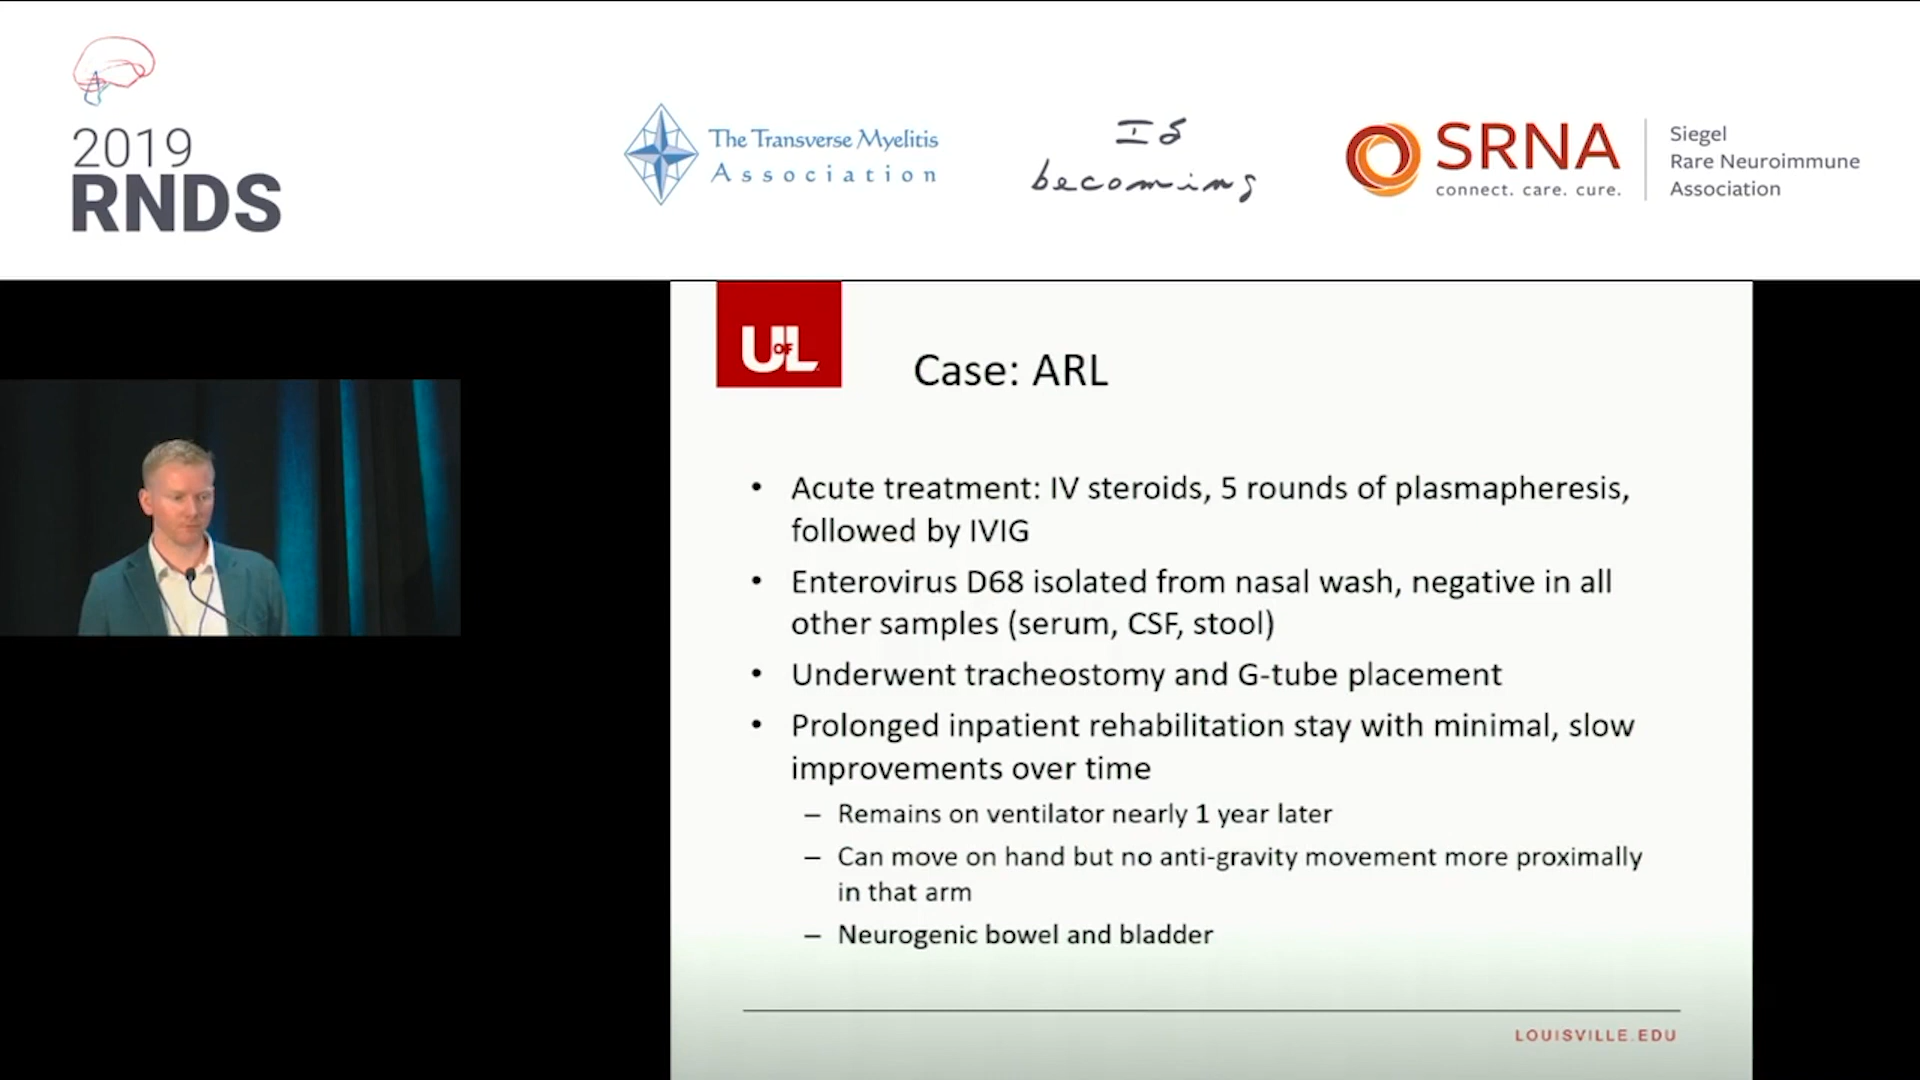 2019
RNDS
The Transverse Myelitis
Association
Is
becoming
SRNA
connect. care. cure.
Siegel
Rare Neuroimmune
Association
UofL
Case: ARL
• Acute treatment: IV steroids, 5 rounds of plasmapheresis,
followed by IVIG
• Enterovirus D68 isolated from nasal wash, negative in all
other samples (serum, CSF, stool)
• Underwent tracheostomy and G-tube placement
• Prolonged inpatient rehabilitation stay with minimal, slow
improvements over time
– Remains on ventilator nearly 1 year later
– Can move on hand but no anti-gravity movement more proximally
in that arm
– Neurogenic bowel and bladder
LOUISVILLE.EDU